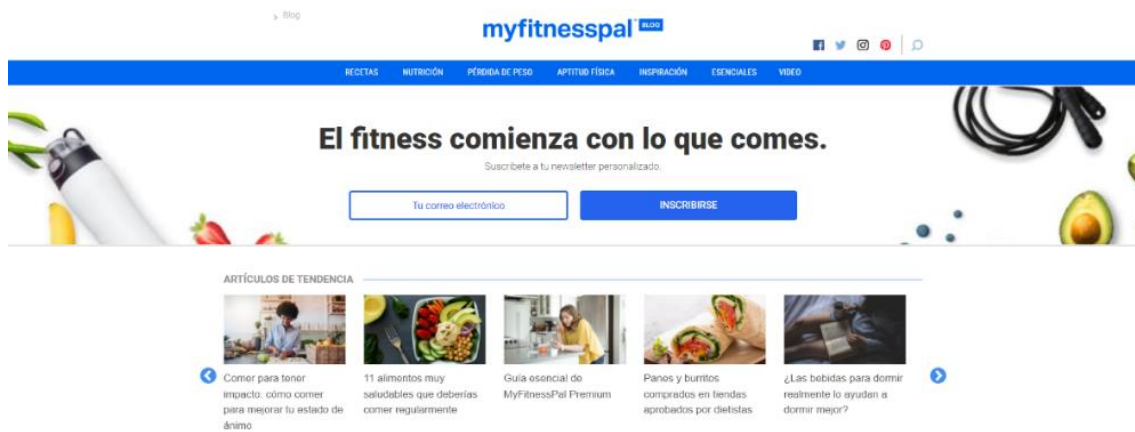 Blog
myfitnesspal BLOG
RECETAS NUTRICIÓN PÉRDIDA DE PESO APTITUD FÍSICA INSPIRACIÓN ESENCIALES VIDEO
El fitness comienza con lo que comes.
Suscríbete a tu newsletter personalizado.
Tu correo electrónico INSCRIBIRSE
ARTÍCULOS DE TENDENCIA
Comer para tener
impacto: cómo comer
para mejorar tu estado de
ánimo
11 alimentos muy
saludables que deberías
comer regularmente
Guía esencial de
MyFitnessPal Premium
Panes y burritos
comprados en tiendas
aprobados por dietistas
¿Las bebidas para dormir
realmente lo ayudan a
dormir mejor?